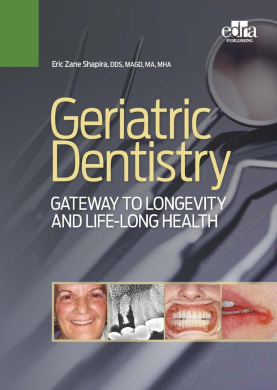 edra
PUBLISHING
Eric Zane Shapira, DDS, MAGD, MA, MHA
Geriatric
Dentistry
GATEWAY TO LONGEVITY
AND LIFE-LONG HEALTH